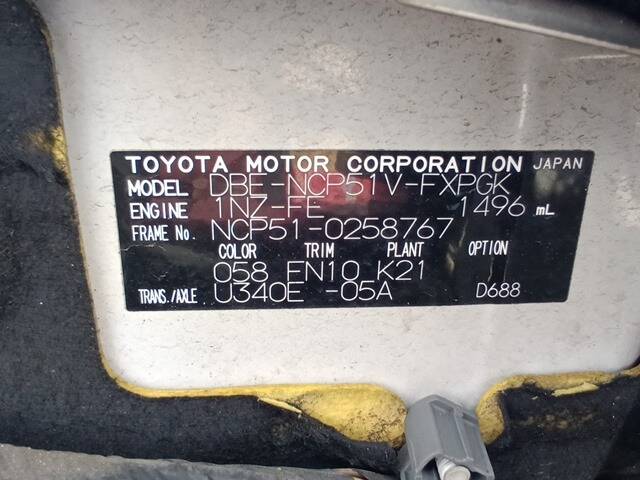 TOYOTA MOTOR CORPORATION JAPAN
MODEL DBE-NCP51V-FXPGK
ENGINE 1NZ-FE 1496 mL
FRAME No. NCP51-0258767
COLOR TRIM PLANT OPTION
058 FN10 K21
TRANS./AXLE U340E -05A D688